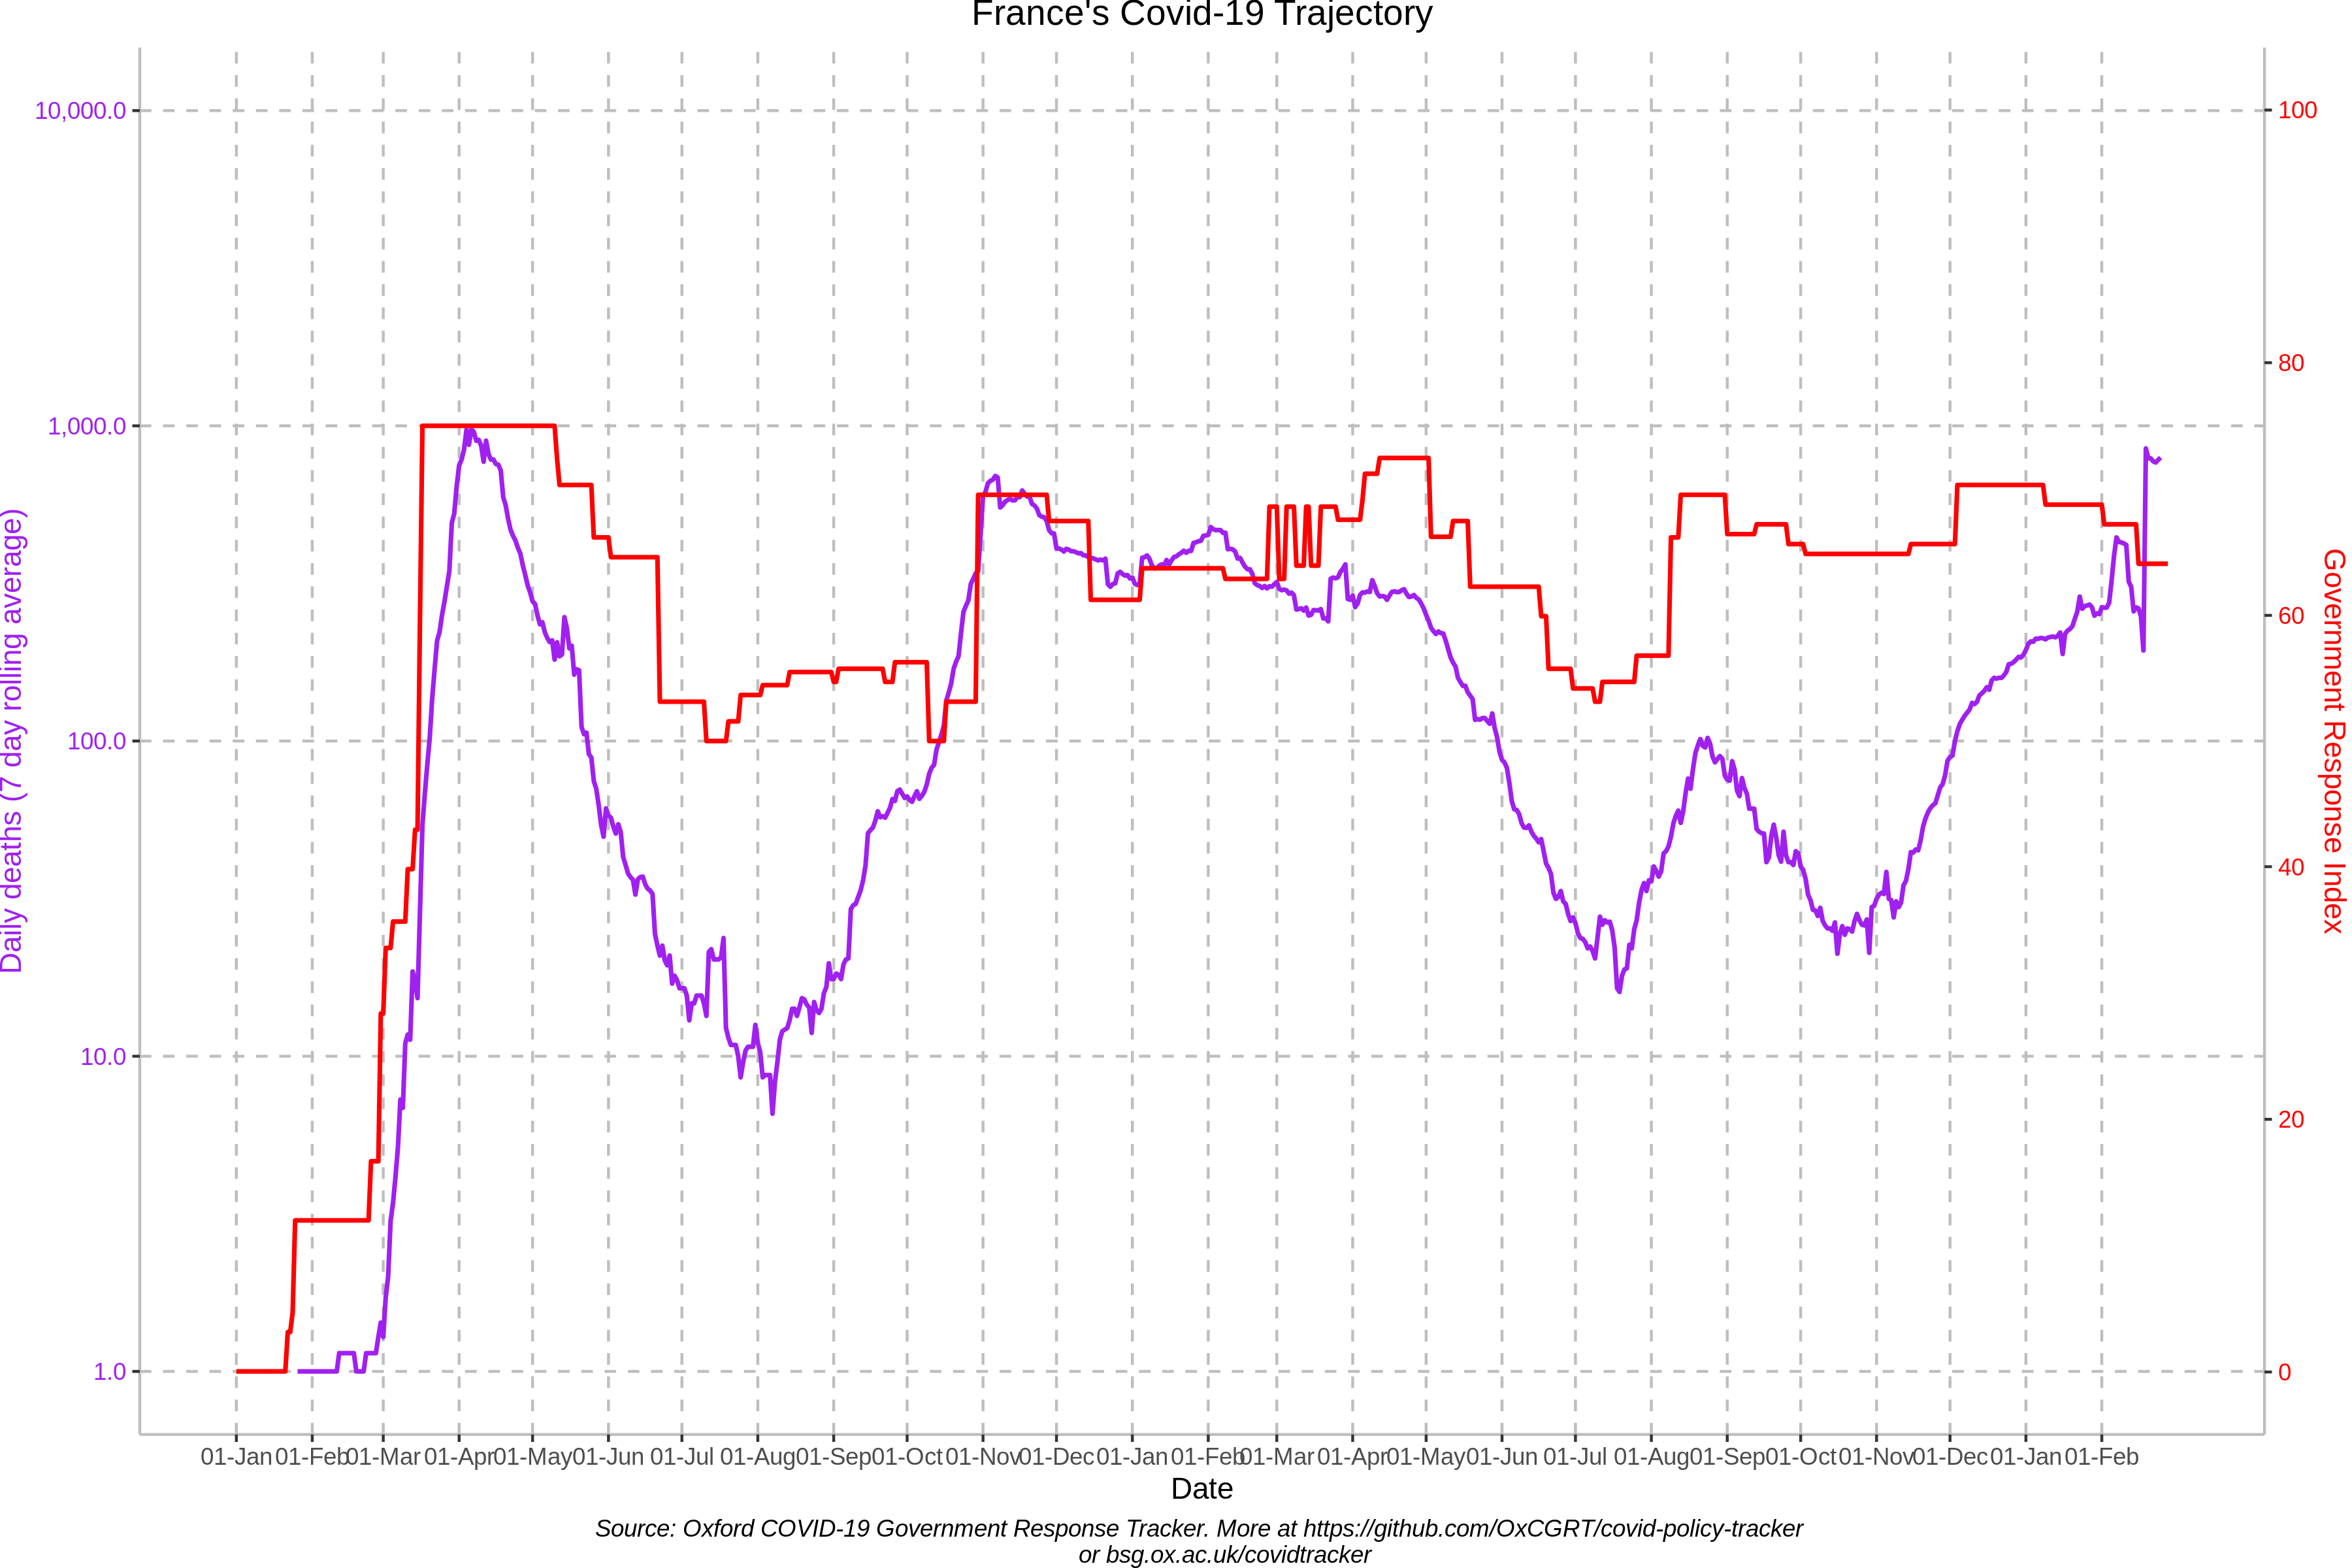 France's Covid-19 Trajectory
10,000.0
1,000.0
100.0
10.0
1.0
Daily deaths (7 day rolling average)
100
80
60
40
20
0
Government Response Index
01-Jan 01-Feb 01-Mar 01-Apr 01-May 01-Jun 01-Jul 01-Aug 01-Sep 01-Oct 01-Nov 01-Dec 01-Jan 01-Feb 01-Mar 01-Apr 01-May 01-Jun 01-Jul 01-Aug 01-Sep 01-Oct 01-Nov 01-Dec 01-Jan 01-Feb
Date
Source: Oxford COVID-19 Government Response Tracker. More at https://github.com/OxCGRT/covid-policy-tracker
or bsg.ox.ac.uk/covidtracker